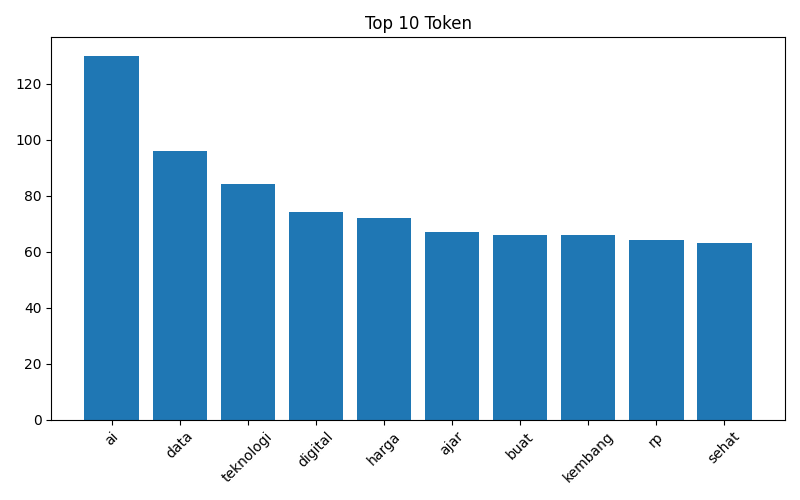 Top 10 Token
120
100
80
60
40
20
0
ai
data
teknologi
digital
harga
ajar
buat
kembang
rp
sehat